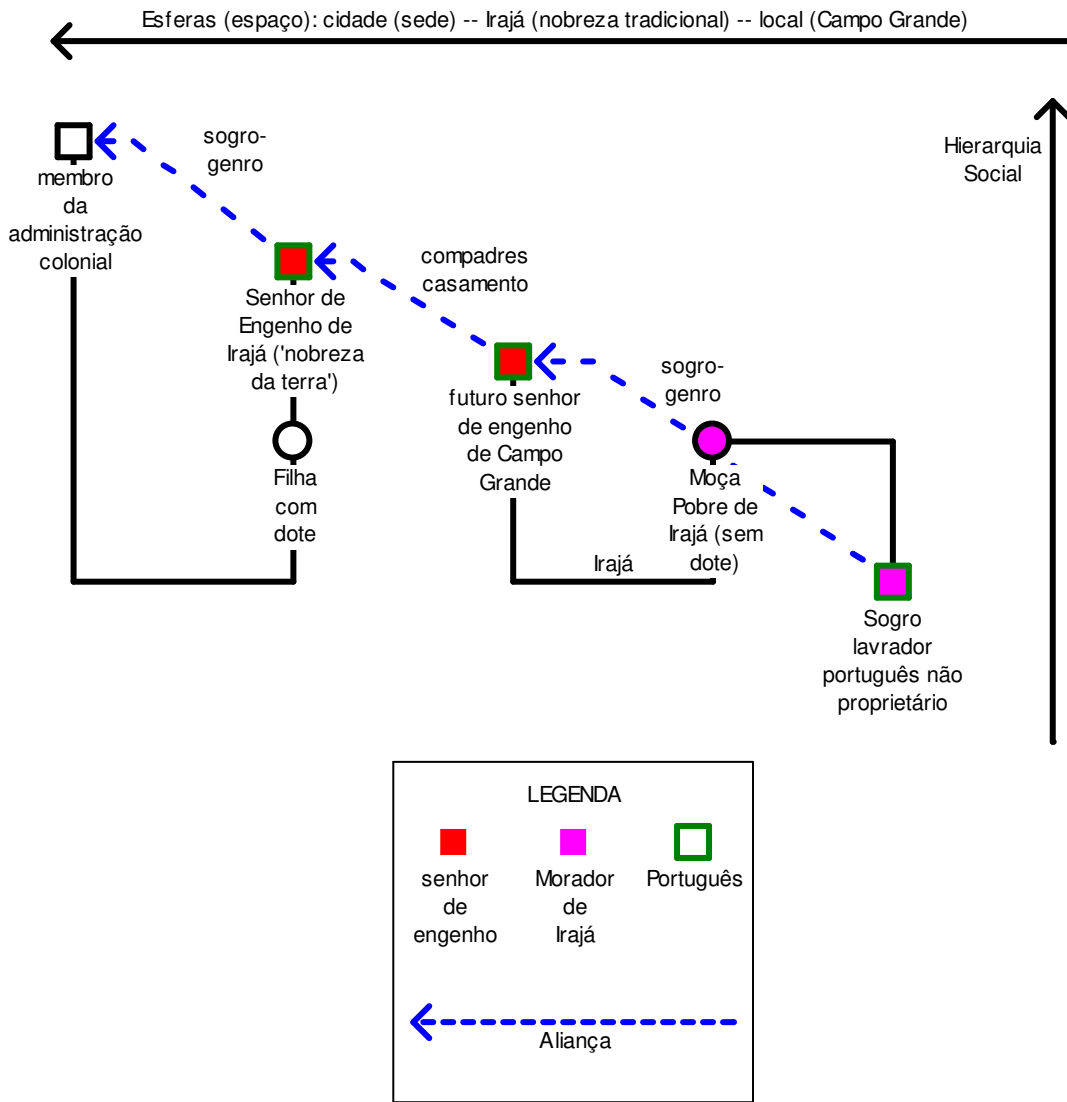 Esferas (espaço): cidade (sede) -- Irajá (nobreza tradicional) -- local (Campo Grande)
Hierarquia
Social
sogro-
genro
membro
da
administração
colonial
compadres
casamento
Senhor de
Engenho de
Irajá ('nobreza
da terra')
sogro-
genro
futuro senhor
de engenho
de Campo
Grande
Filha
com
dote
Moça
Pobre de
Irajá (sem
dote)
Irajá
Sogro
lavrador
português não
proprietário
LEGENDA
senhor
de
engenho
Morador
de
Irajá
Português
Aliança